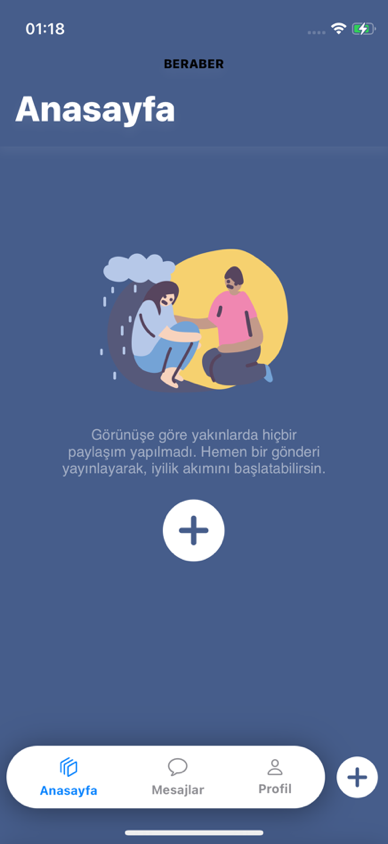 01:18
BERABER
Anasayfa
Görünüşe göre yakınlarda hiçbir
paylaşım yapılmadı. Hemen bir gönderi
yayınlayarak, iyilik akımını başlatabilirsin.
Anasayfa
Mesajlar
Profil